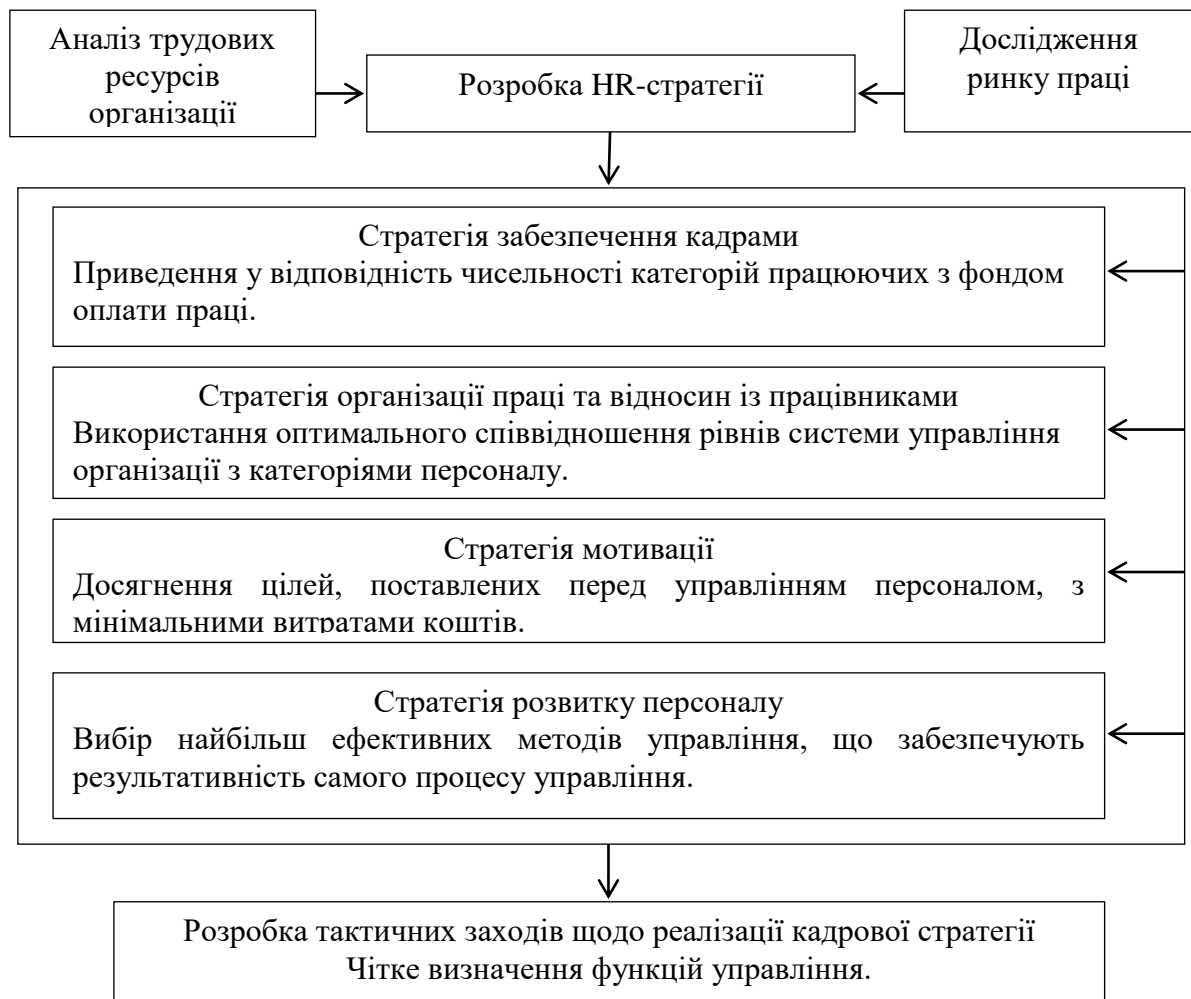 Аналіз трудових
ресурсів
організації
Розробка HR-стратегії
Дослідження
ринку праці
Стратегія забезпечення кадрами
Приведення у відповідність чисельності категорій працюючих з фондом
оплати праці.
Стратегія організації праці та відносин із працівниками
Використання оптимального співвідношення рівнів системи управління
організації з категоріями персоналу.
Стратегія мотивації
Досягнення цілей, поставлених перед управлінням персоналом, з
мінімальними витратами коштів.
Стратегія розвитку персоналу
Вибір найбільш ефективних методів управління, що забезпечують
результативність самого процесу управління.
Розробка тактичних заходів щодо реалізації кадрової стратегії
Чітке визначення функцій управління.